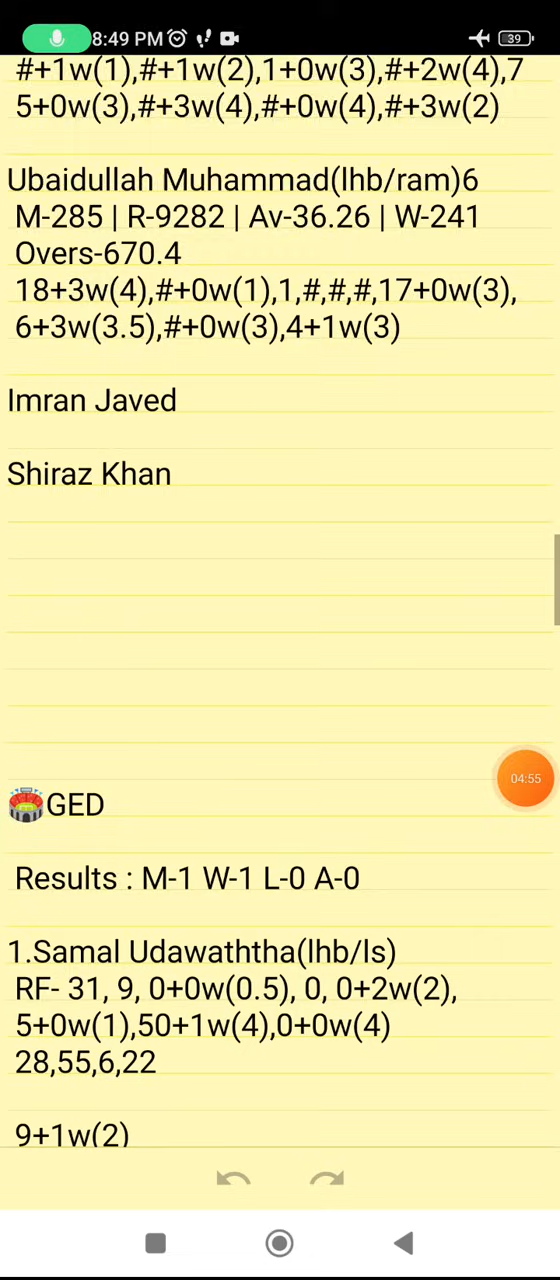 8:49 PM
39
#+1w(1),#+1w(2),1+0w(3),#+2w(4),7
5+0w(3),#+3w(4),#+0w(4),#+3w(2)
Ubaidullah Muhammad(lhb/ram)6
M-285 | R-9282 | Av-36.26 | W-241
Overs-670.4
18+3w(4),#+0w(1),1,#,#,#,17+0w(3),
6+3w(3.5),#+0w(3),4+1w(3)
Imran Javed
Shiraz Khan
04:55
🏟️GED
Results : M-1 W-1 L-0 A-0
1.Samal Udawaththa(lhb/ls)
RF- 31, 9, 0+0w(0.5), 0, 0+2w(2),
5+0w(1),50+1w(4),0+0w(4)
28,55,6,22
9+1w(2)